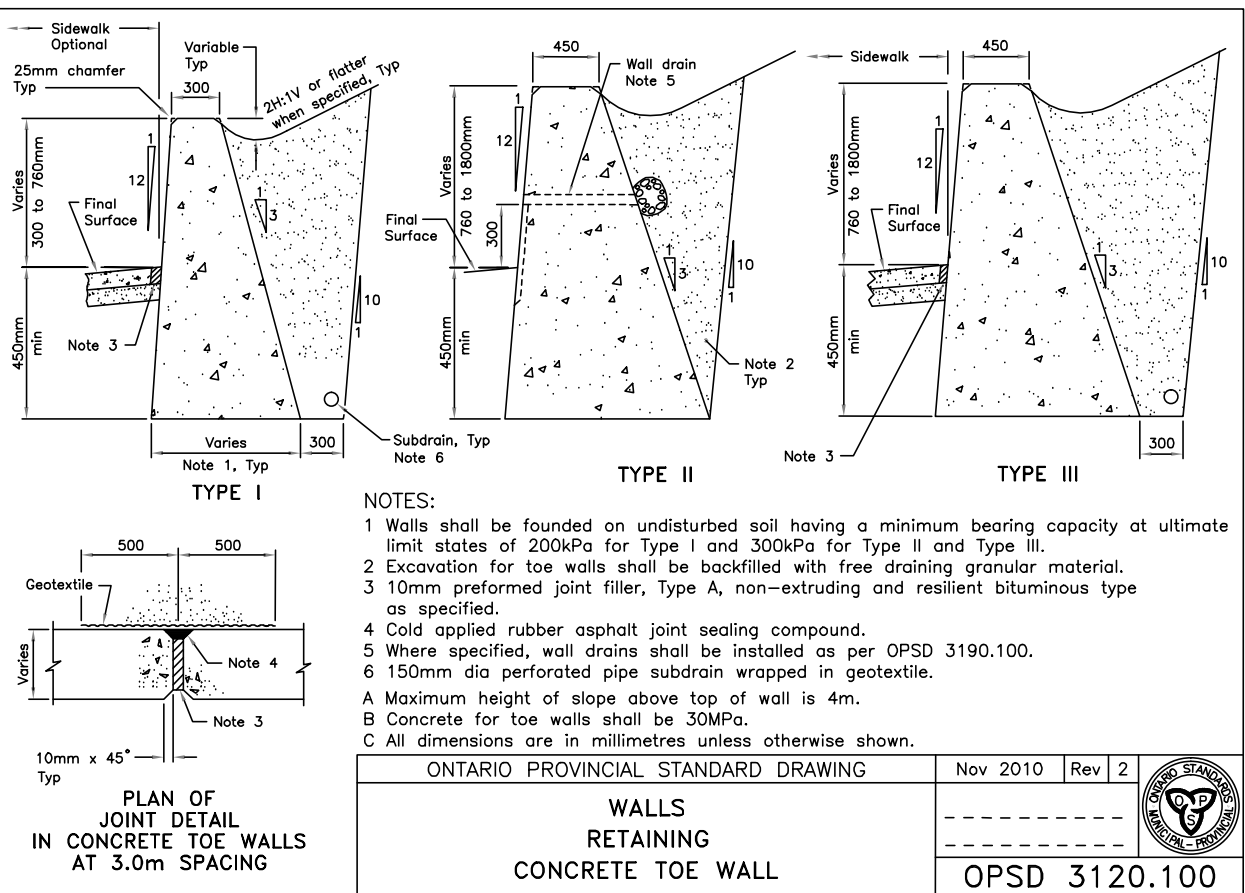 Sidewalk
Optional
25mm chamfer
Typ
Variable
Typ
300
2H:1V or flatter
when specified, Typ
1
12
1
3
10
1
Varies
300 to 760mm
Final
Surface
450mm
min
Note 3
Varies
Note 1, Typ
300
Subdrain, Typ
Note 6
TYPE I
450
Wall drain
Note 5
1
12
Varies
760 to 1800mm
300
Final
Surface
1
3
10
1
450mm
min
Note 2
Typ
TYPE II
Sidewalk
450
1
12
Varies
760 to 1800mm
Final
Surface
1
3
10
1
450mm
min
Note 3
300
TYPE III
500
500
Geotextile
Varies
Note 4
Note 3
10mm x 45°
Typ
PLAN OF
JOINT DETAIL
IN CONCRETE TOE WALLS
AT 3.0m SPACING
NOTES:
1 Walls shall be founded on undisturbed soil having a minimum bearing capacity at ultimate
limit states of 200kPa for Type I and 300kPa for Type II and Type III.
2 Excavation for toe walls shall be backfilled with free draining granular material.
3 10mm preformed joint filler, Type A, non-extruding and resilient bituminous type
as specified.
4 Cold applied rubber asphalt joint sealing compound.
5 Where specified, wall drains shall be installed as per OPSD 3190.100.
6 150mm dia perforated pipe subdrain wrapped in geotextile.
A Maximum height of slope above top of wall is 4m.
B Concrete for toe walls shall be 30MPa.
C All dimensions are in millimetres unless otherwise shown.
ONTARIO PROVINCIAL STANDARD DRAWING
Nov 2010
Rev
2
WALLS
RETAINING
CONCRETE TOE WALL
ONTARIO STANDARDS
MUNICIPAL-PROVINCIAL
O P
S
OPSD 3120.100